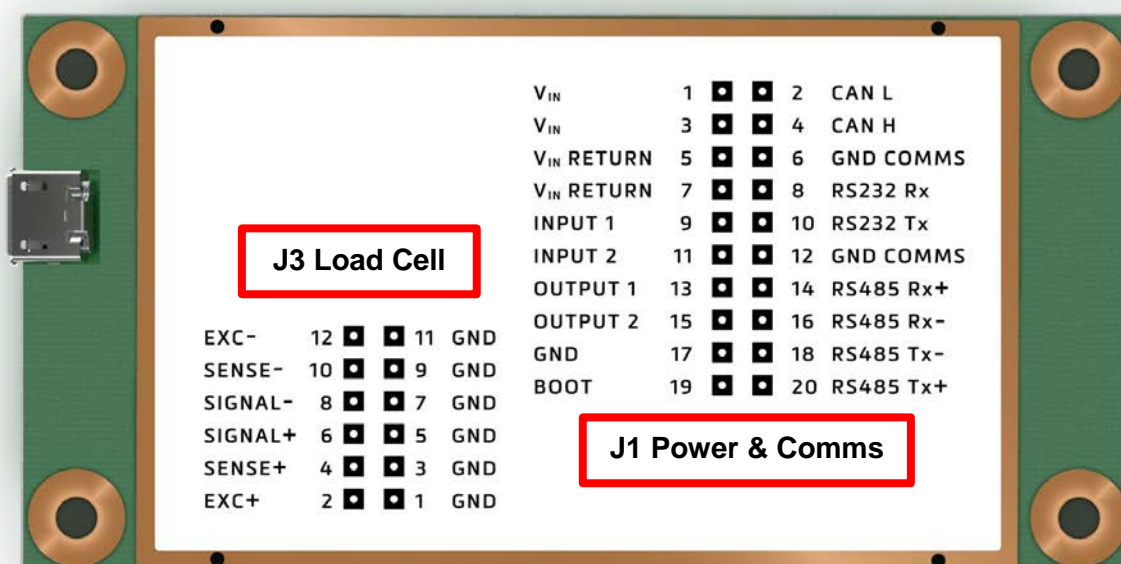 V_IN 1 2 CAN L
V_IN 3 4 CAN H
V_IN RETURN 5 6 GND COMMS
V_IN RETURN 7 8 RS232 Rx
INPUT 1 9 10 RS232 Tx
INPUT 2 11 12 GND COMMS
OUTPUT 1 13 14 RS485 Rx+
OUTPUT 2 15 16 RS485 Rx-
GND 17 18 RS485 Tx-
BOOT 19 20 RS485 Tx+
J1 Power & Comms
J3 Load Cell
EXC- 12 11 GND
SENSE- 10 9 GND
SIGNAL- 8 7 GND
SIGNAL+ 6 5 GND
SENSE+ 4 3 GND
EXC+ 2 1 GND